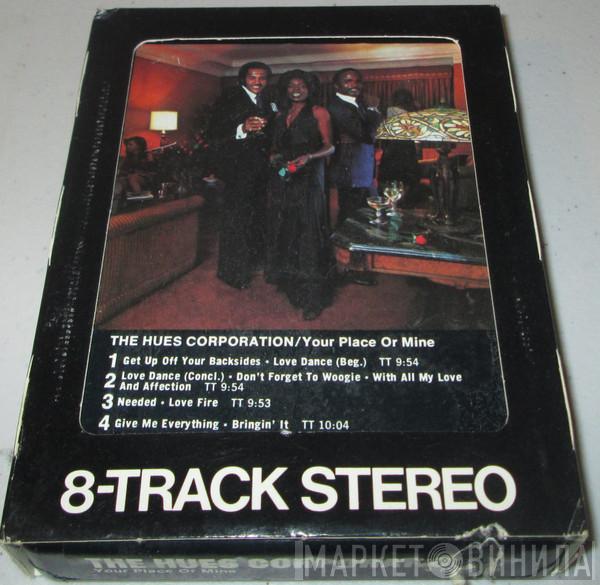 THE HUES CORPORATION/Your Place Or Mine
1 Get Up Off Your Backsides • Love Dance (Beg.) TT 9:54
2 Love Dance (Concl.) • Don't Forget To Woogie • With All My Love
And Affection TT 9:54
3 Needed • Love Fire TT 9:53
4 Give Me Everything • Bringin' It TT 10:04
8-TRACK STEREO
THE HUES
Your Place Or Mine
МАРКЕТ ВИНИЛА